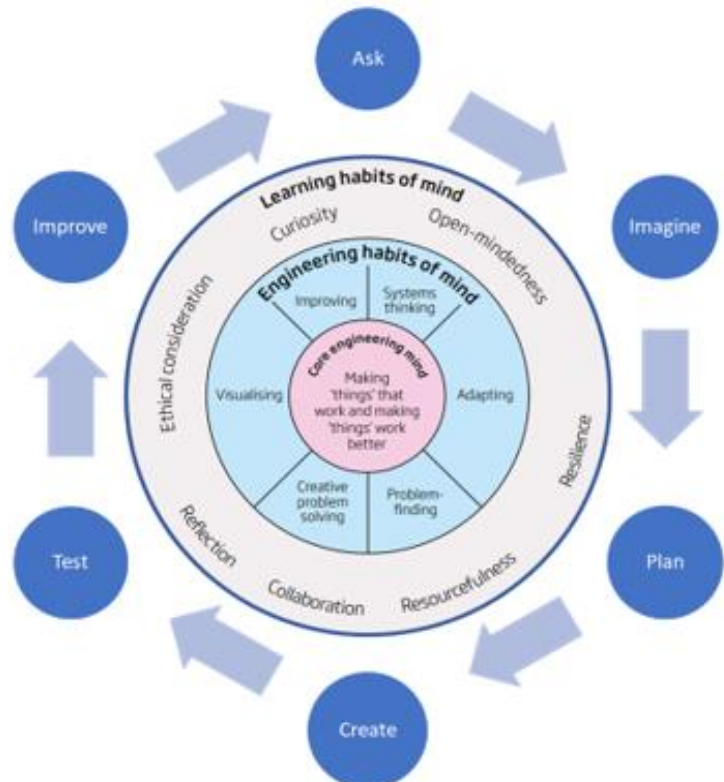 Ask
Imagine
Plan
Create
Test
Improve
Learning habits of mind
Curiosity
Open-mindedness
Resilience
Resourcefulness
Collaboration
Reflection
Ethical consideration
Engineering habits of mind
Improving
Systems
thinking
Adapting
Problem-
finding
Creative
problem
solving
Visualising
Core engineering mind
Making
'things' that
work and making
'things' work
better